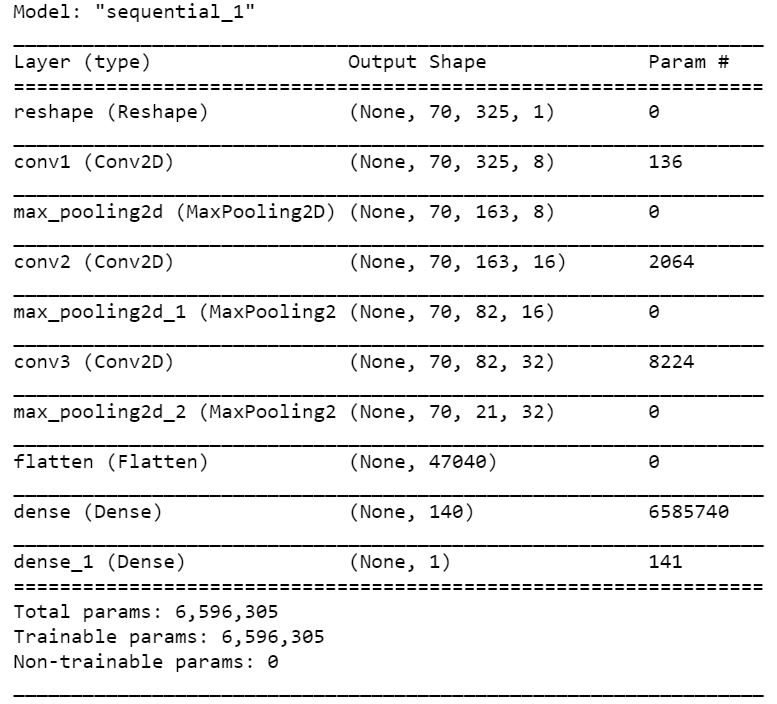 Model: "sequential_1"
Layer (type) Output Shape Param #
reshape (Reshape) (None, 70, 325, 1) 0
conv1 (Conv2D) (None, 70, 325, 8) 136
max_pooling2d (MaxPooling2D) (None, 70, 163, 8) 0
conv2 (Conv2D) (None, 70, 163, 16) 2064
max_pooling2d_1 (MaxPooling2 (None, 70, 82, 16) 0
conv3 (Conv2D) (None, 70, 82, 32) 8224
max_pooling2d_2 (MaxPooling2 (None, 70, 21, 32) 0
flatten (Flatten) (None, 47040) 0
dense (Dense) (None, 140) 6585740
dense_1 (Dense) (None, 1) 141
Total params: 6,596,305
Trainable params: 6,596,305
Non-trainable params: 0